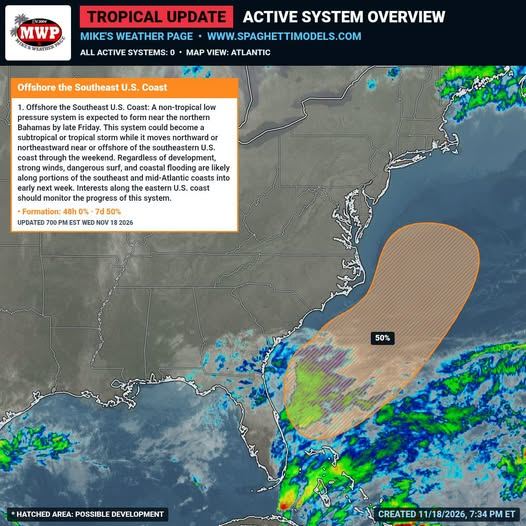 TROPICAL UPDATE ACTIVE SYSTEM OVERVIEW
MWP
MIKE'S WEATHER PAGE • WWW.SPAGHETTIMODELS.COM
ALL ACTIVE SYSTEMS: 0 • MAP VIEW: ATLANTIC
Offshore the Southeast U.S. Coast
1. Offshore the Southeast U.S. Coast: A non-tropical low
pressure system is expected to form near the northern
Bahamas by late Friday. This system could become a
subtropical or tropical storm while it moves northward or
northeastward near or offshore of the southeastern U.S.
coast through the weekend. Regardless of development,
strong winds, dangerous surf, and coastal flooding are likely
along portions of the southeast and mid-Atlantic coasts into
early next week. Interests along the eastern U.S. coast
should monitor the progress of this system.
• Formation: 48h 0% · 7d 50%
UPDATED 700 PM EST WED NOV 18 2026
50%
* HATCHED AREA: POSSIBLE DEVELOPMENT
CREATED 11/18/2026, 7:34 PM ET